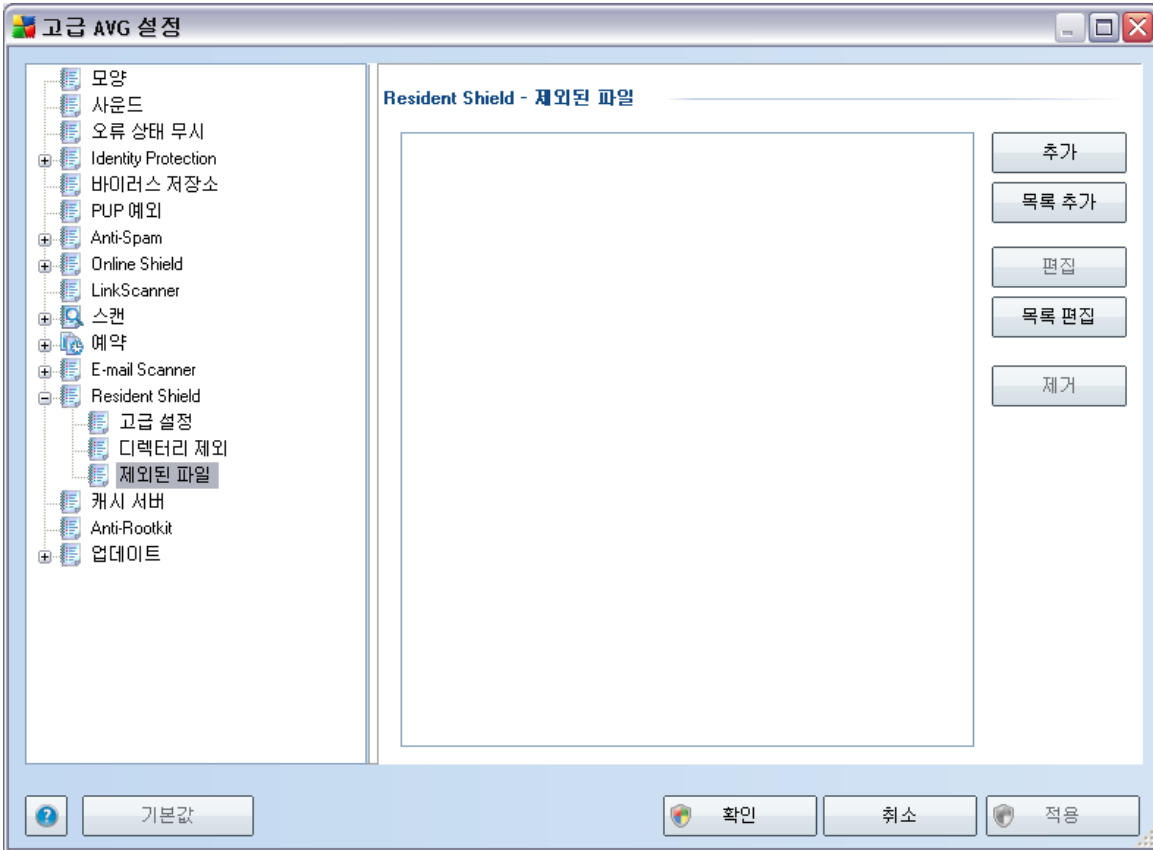 고급 AVG 설정
모양
사운드
오류 상태 무시
Identity Protection
바이러스 저장소
PUP 예외
Anti-Spam
Online Shield
LinkScanner
스캔
예약
E-mail Scanner
Resident Shield
고급 설정
디렉터리 제외
제외된 파일
캐시 서버
Anti-Rootkit
업데이트
Resident Shield - 제외된 파일
추가
목록 추가
편집
목록 편집
제거
기본값
확인
취소
적용